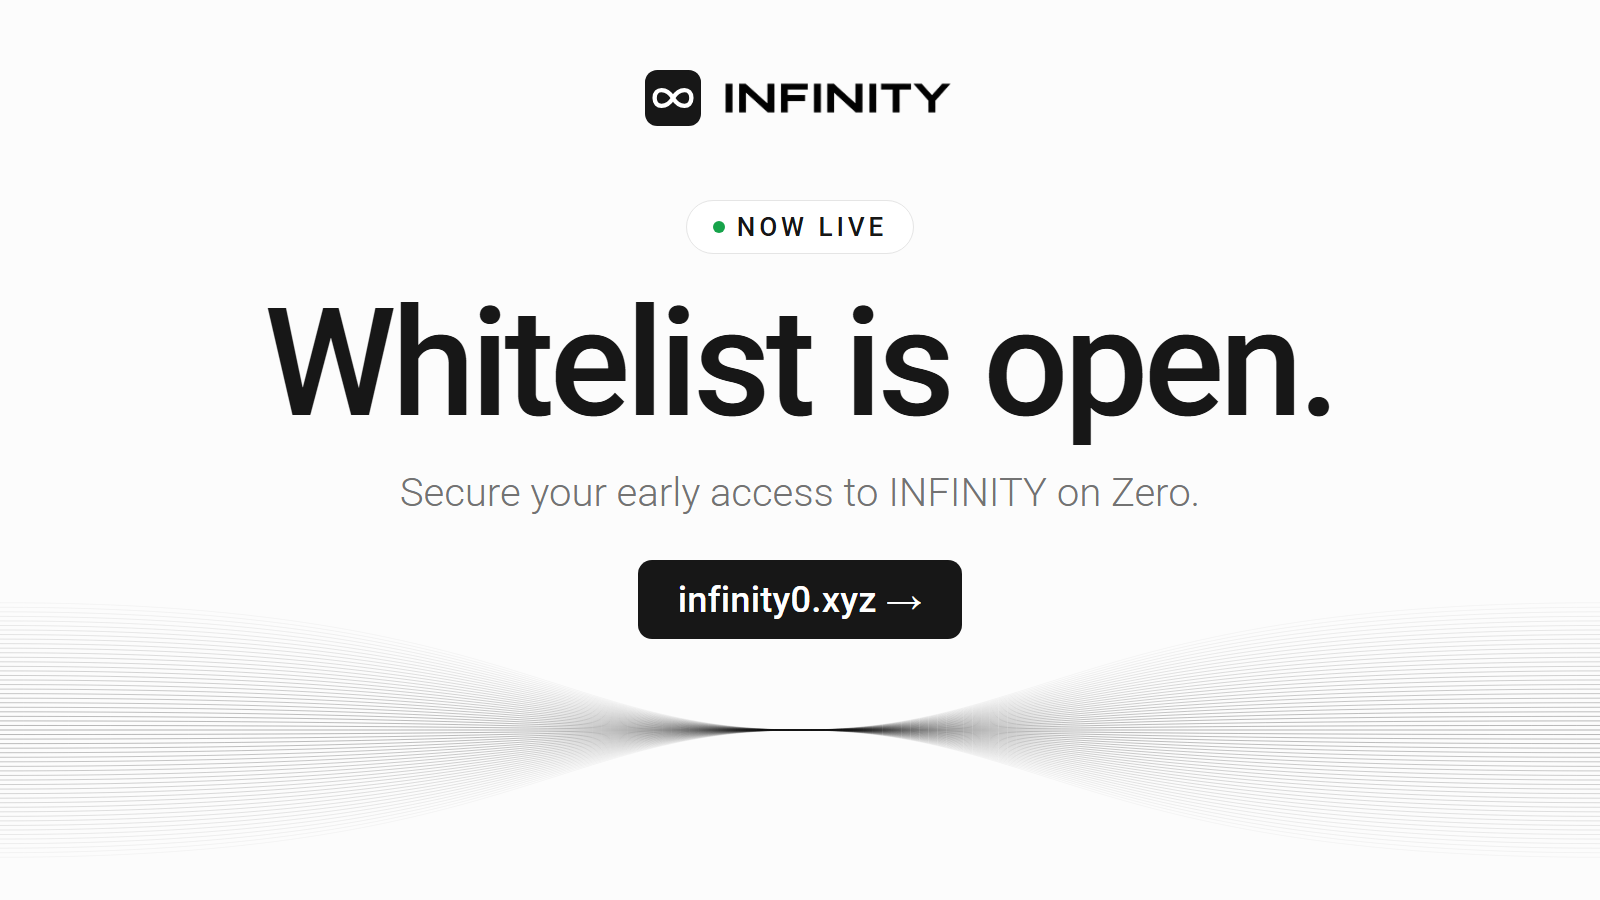 INFINITY
NOW LIVE
Whitelist is open.
Secure your early access to INFINITY on Zero.
infinity0.xyz →